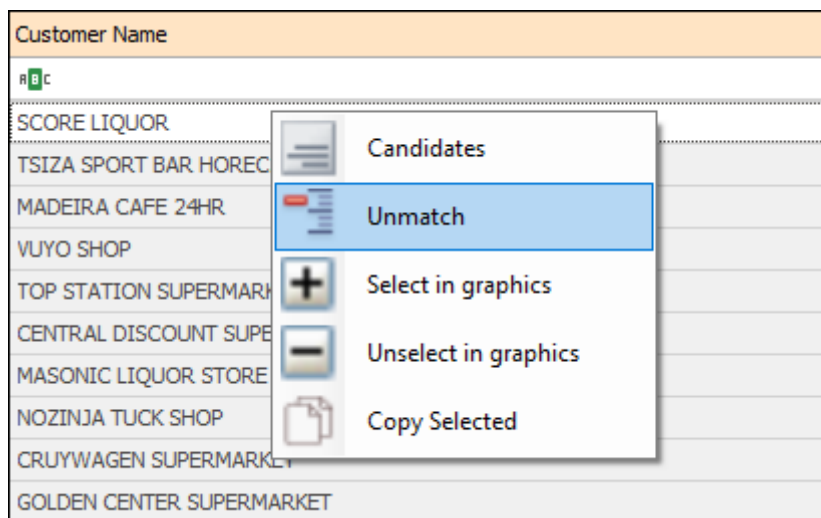 Customer Name
ABC
SCORE LIQUOR
TSIZA SPORT BAR HOREC
MADEIRA CAFE 24HR
VUYO SHOP
TOP STATION SUPERMARK
CENTRAL DISCOUNT SUPE
MASONIC LIQUOR STORE
NOZINJA TUCK SHOP
CRUYWAGEN SUPERMARKET
GOLDEN CENTER SUPERMARKET
Candidates
Unmatch
Select in graphics
Unselect in graphics
Copy Selected